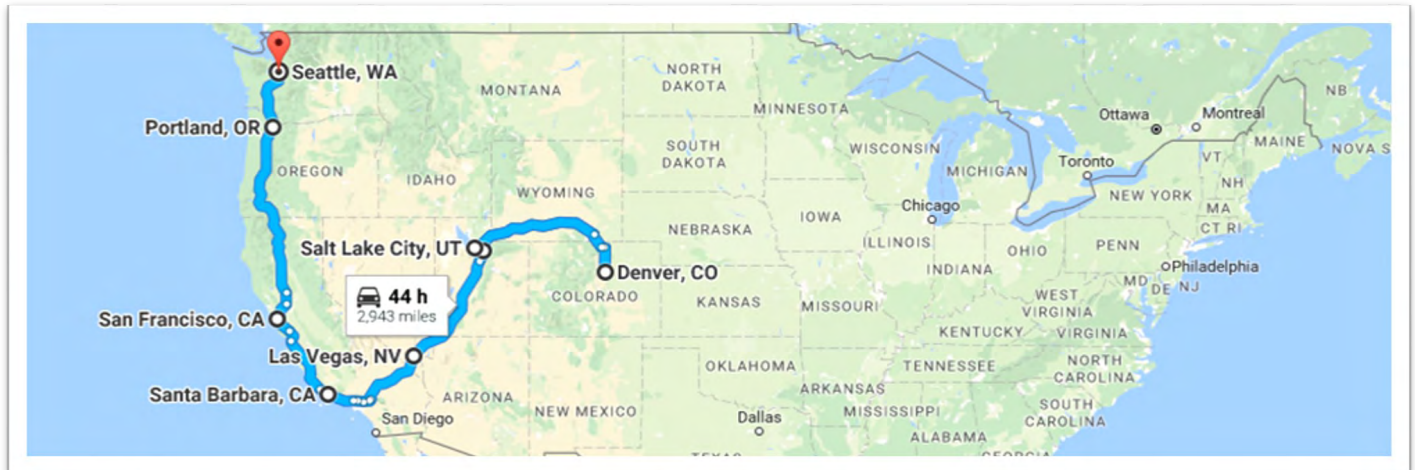 Seattle, WA
MONTANA
NORTH
DAKOTA
MINNESOTA
Ottawa
Montreal
NB
Portland, OR
OREGON
IDAHO
SOUTH
DAKOTA
WISCONSIN
MICHIGAN
Toronto
VT
MAINE
NOVA S
WYOMING
NH
NEW YORK
MA
CT RI
Chicago
IOWA
NEBRASKA
Salt Lake City, UT
ILLINOIS
OHIO
PENN
Denver, CO
INDIANA
Philadelphia
MD
DE
NJ
44 h
2,943 miles
COLORADO
KANSAS
MISSOURI
WEST
VIRGINIA
San Francisco, CA
KENTUCKY
VIRGINIA
Las Vegas, NV
OKLAHOMA
TENNESSEE
NORTH
CAROLINA
Santa Barbara, CA
ARIZONA
NEW MEXICO
ARKANSAS
MISSISSIPPI
SOUTH
CAROLINA
San Diego
Dallas
ALABAMA
TEXAS
GEORGIA